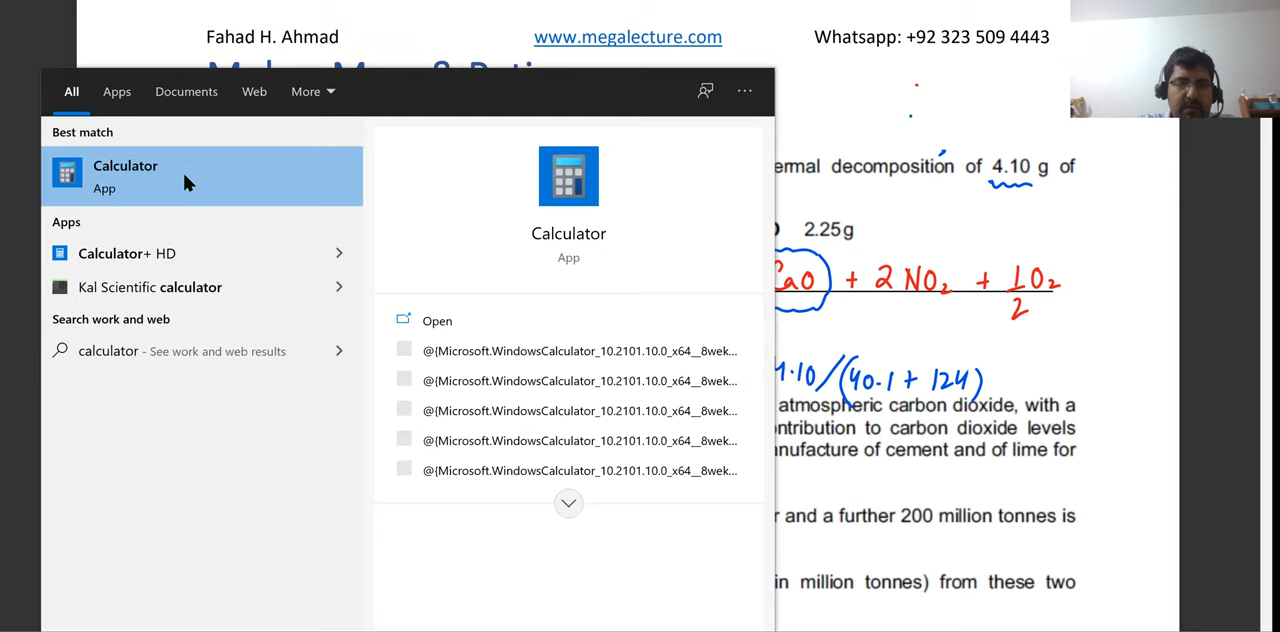 Fahad H. Ahmad
www.megalecture.com
Whatsapp: +92 323 509 4443
All
Apps
Documents
Web
More
Best match
Calculator
App
Apps
Calculator+ HD
Kal Scientific calculator
Search work and web
calculator - See work and web results
Calculator
App
Open
@{Microsoft.WindowsCalculator_10.2101.10.0_x64__8wek...
@{Microsoft.WindowsCalculator_10.2101.10.0_x64__8wek...
@{Microsoft.WindowsCalculator_10.2101.10.0_x64__8wek...
@{Microsoft.WindowsCalculator_10.2101.10.0_x64__8wek...
@{Microsoft.WindowsCalculator_10.2101.10.0_x64__8wek...
decomposition of 4.10 g of
2.25 g
CaO + 2 NO₂ + 1/2 O₂
4.10/(40.1 + 124)
atmospheric carbon dioxide, with a
to carbon dioxide levels
of cement and of lime for
and a further 200 million tonnes is
in million tonnes) from these two